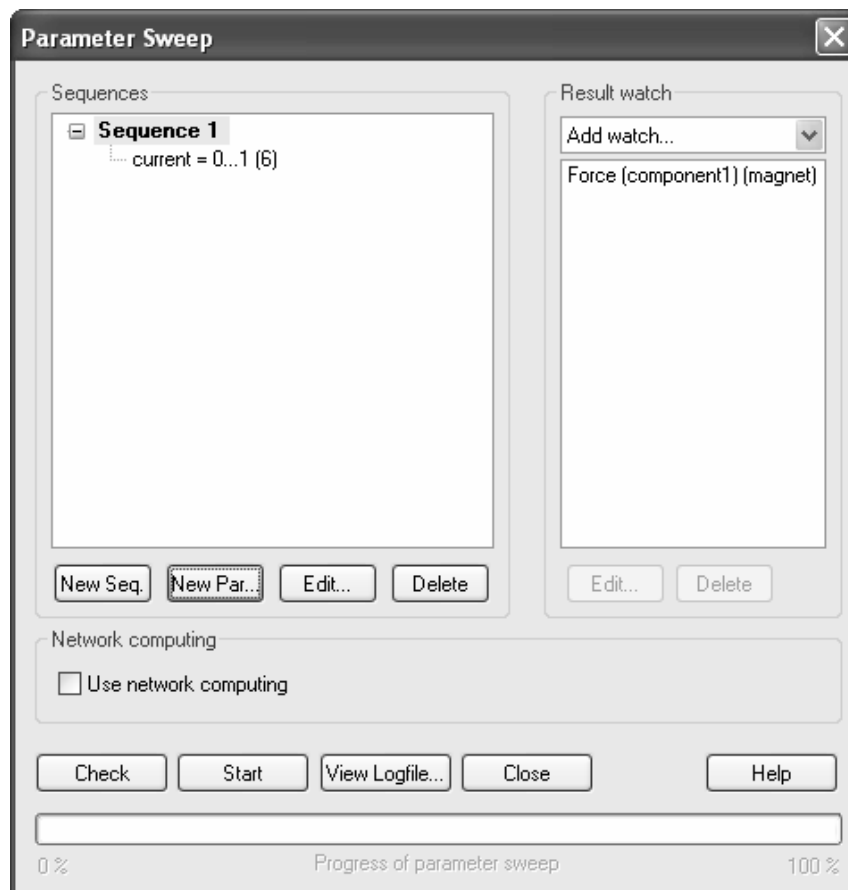 Parameter Sweep
Sequences
Sequence 1
current = 0...1 (6)
New Seq.
New Par...
Edit...
Delete
Result watch
Add watch...
Force (component1) (magnet)
Edit...
Delete
Network computing
Use network computing
Check
Start
View Logfile...
Close
Help
0 %
Progress of parameter sweep
100 %